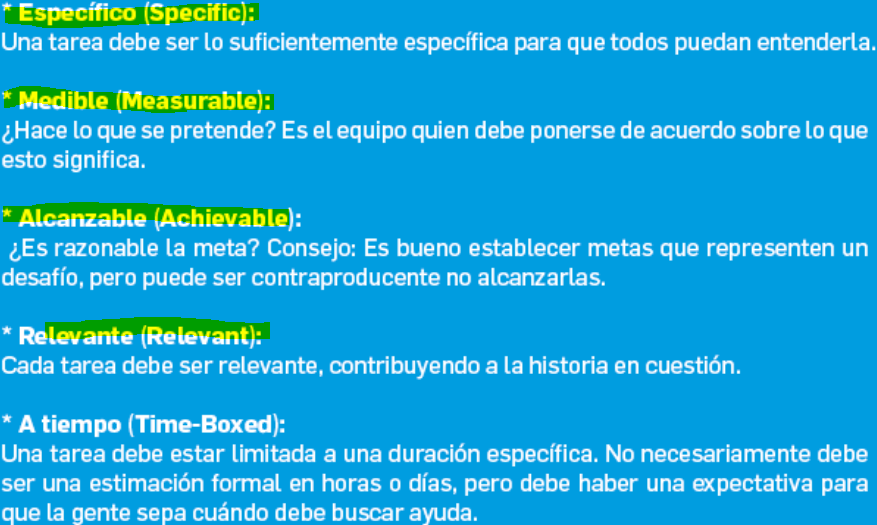 * Específico (Specific):
Una tarea debe ser lo suficientemente específica para que todos puedan entenderla.
* Medible (Measurable):
¿Hace lo que se pretende? Es el equipo quien debe ponerse de acuerdo sobre lo que
esto significa.
* Alcanzable (Achievable):
¿Es razonable la meta? Consejo: Es bueno establecer metas que representen un
desafío, pero puede ser contraproducente no alcanzarlas.
* Relevante (Relevant):
Cada tarea debe ser relevante, contribuyendo a la historia en cuestión.
* A tiempo (Time-Boxed):
Una tarea debe estar limitada a una duración específica. No necesariamente debe
ser una estimación formal en horas o días, pero debe haber una expectativa para
que la gente sepa cuándo debe buscar ayuda.